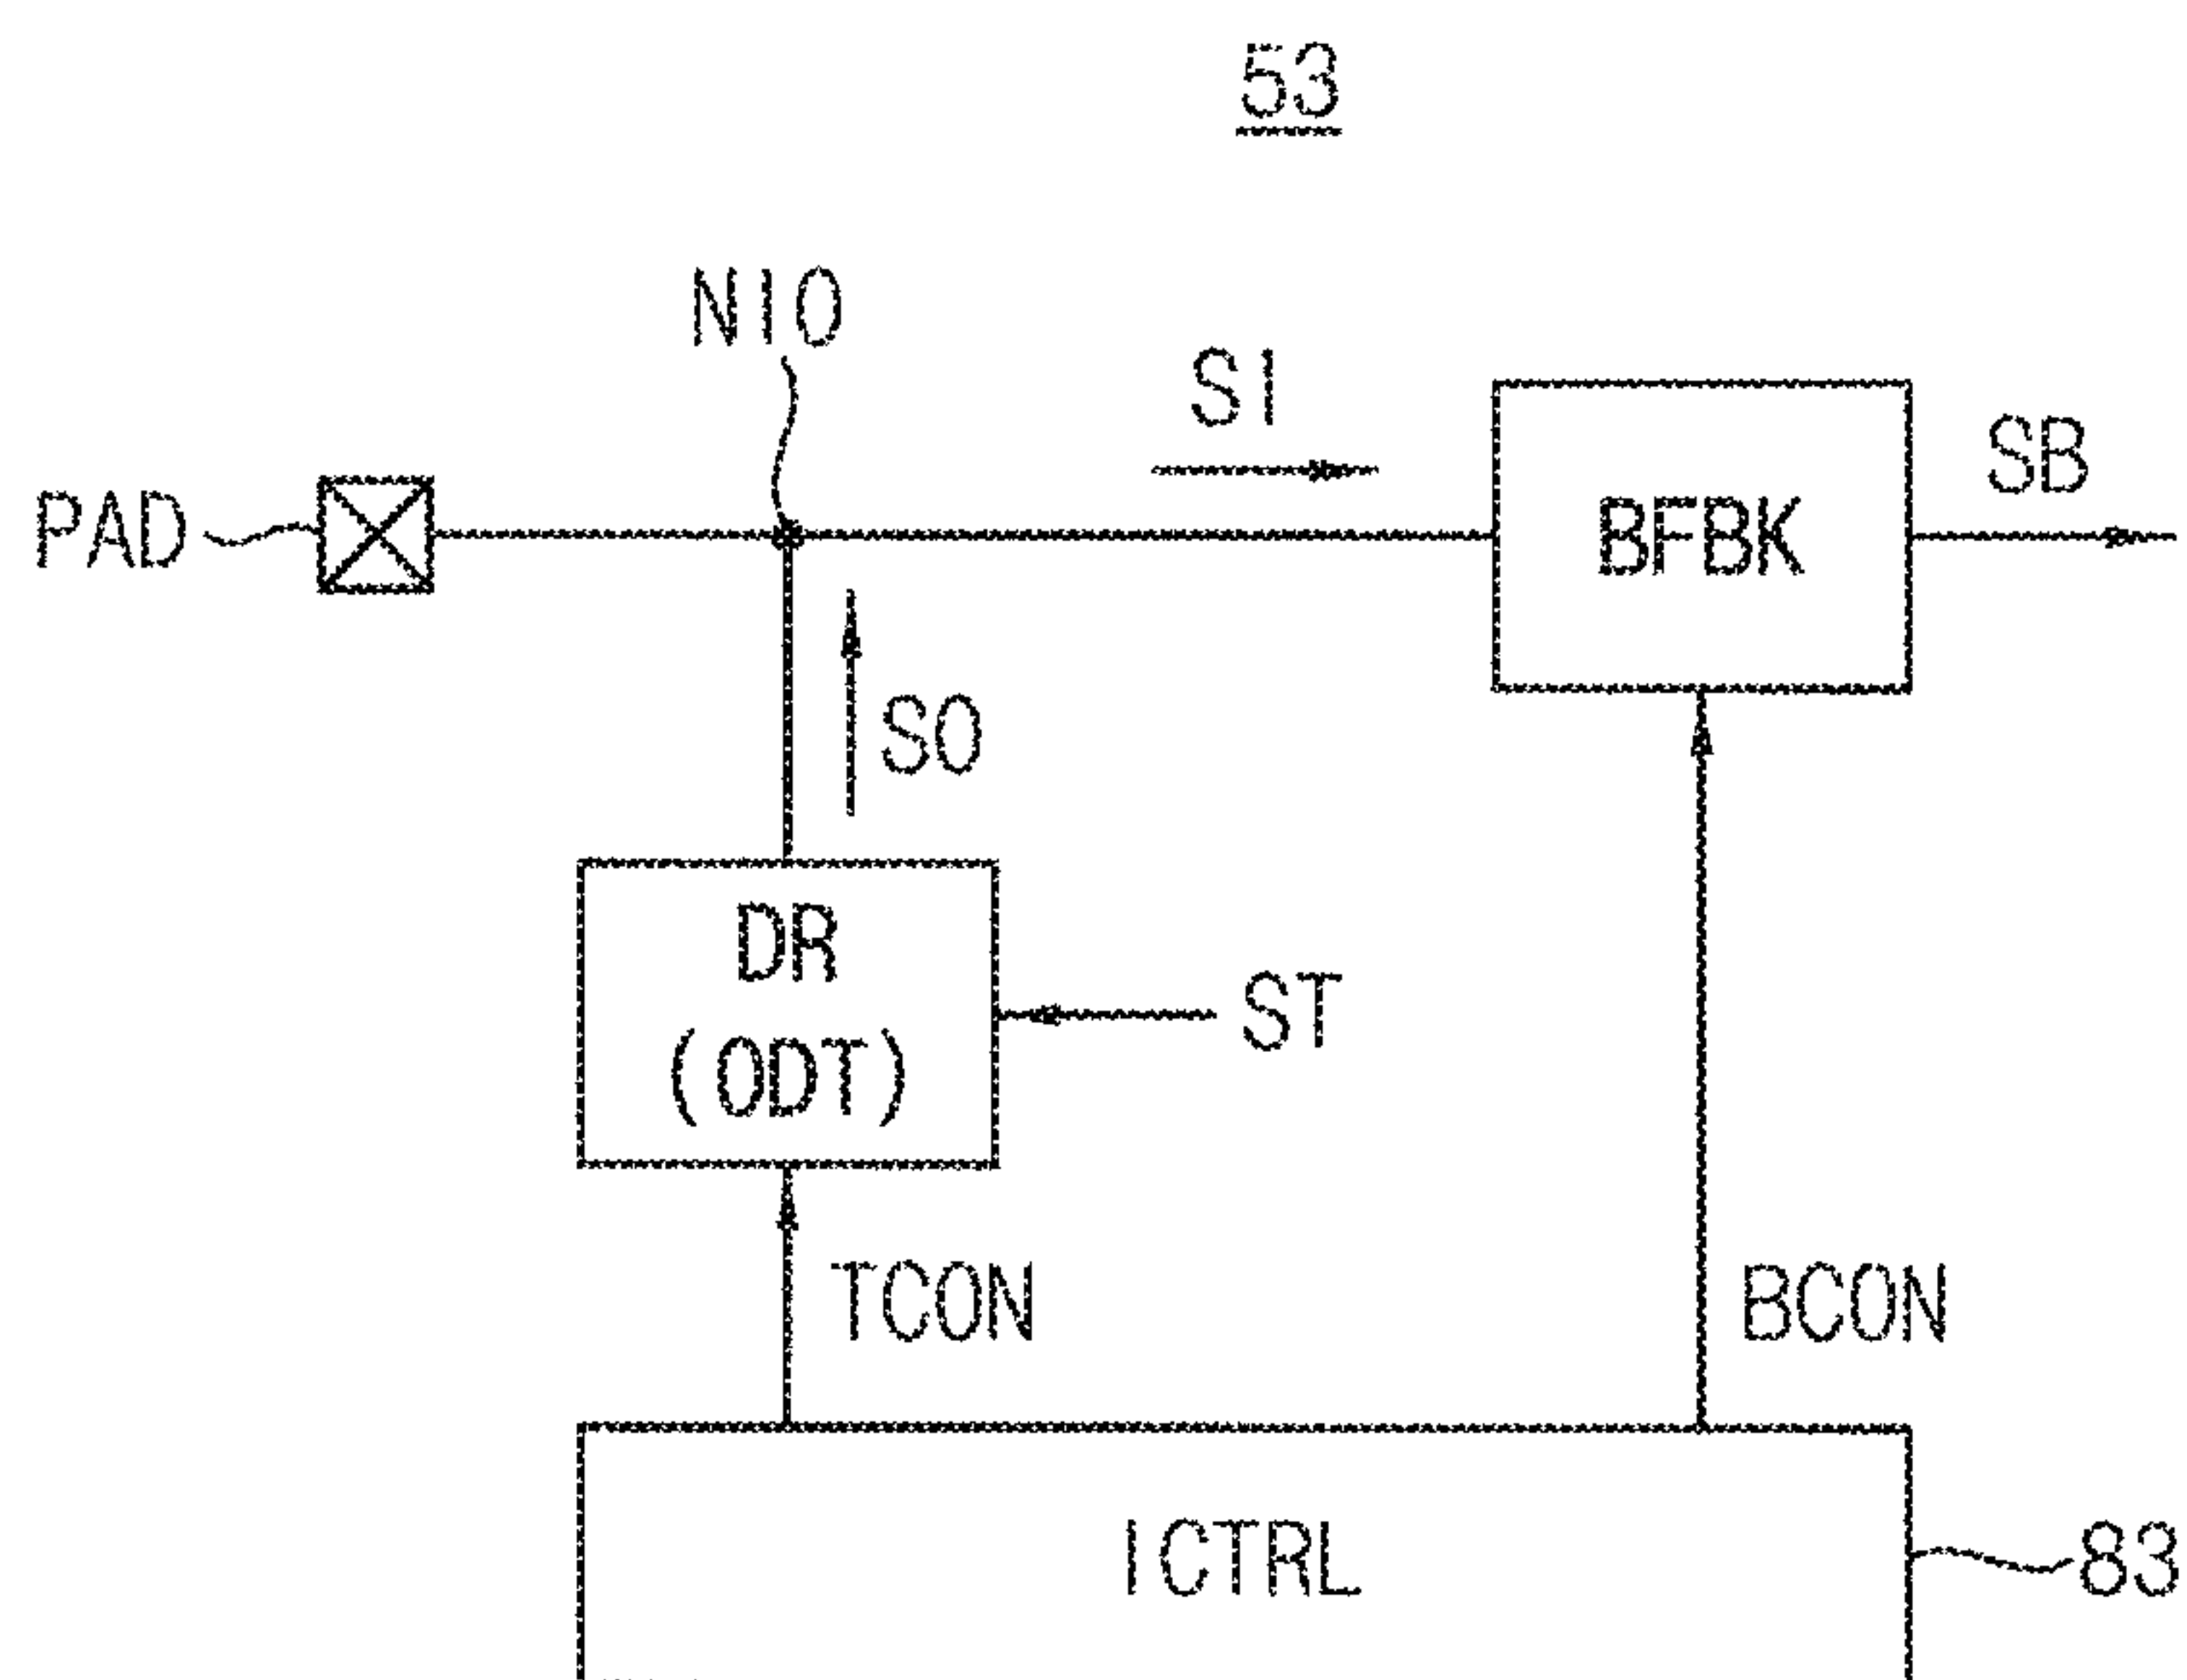 53
NIO
SI
SB
PAD
BFBK
SO
DR
(ODT)
ST
TCON
BCON
ICTRL
83